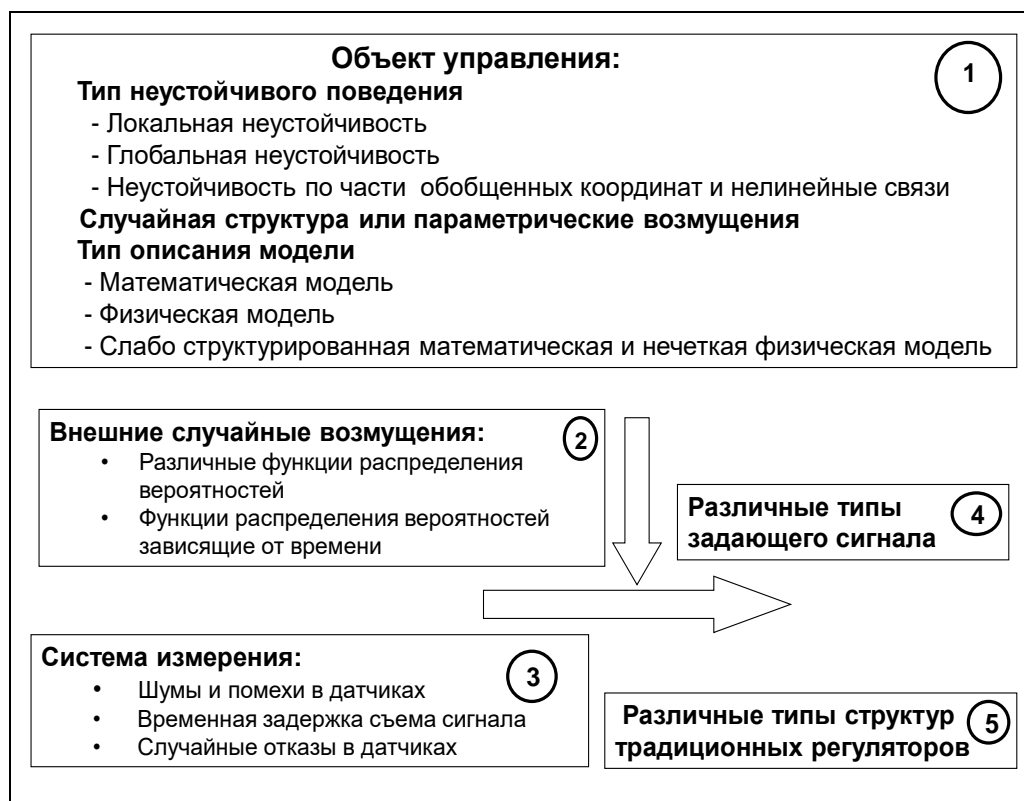 Объект управления:
1
Тип неустойчивого поведения
- Локальная неустойчивость
- Глобальная неустойчивость
- Неустойчивость по части обобщенных координат и нелинейные связи
Случайная структура или параметрические возмущения
Тип описания модели
- Математическая модель
- Физическая модель
- Слабо структурированная математическая и нечеткая физическая модель
Внешние случайные возмущения:
2
• Различные функции распределения
вероятностей
• Функции распределения вероятностей
зависящие от времени
Различные типы
задающего сигнала
4
Система измерения:
3
• Шумы и помехи в датчиках
• Временная задержка съема сигнала
• Случайные отказы в датчиках
Различные типы структур
традиционных регуляторов
5